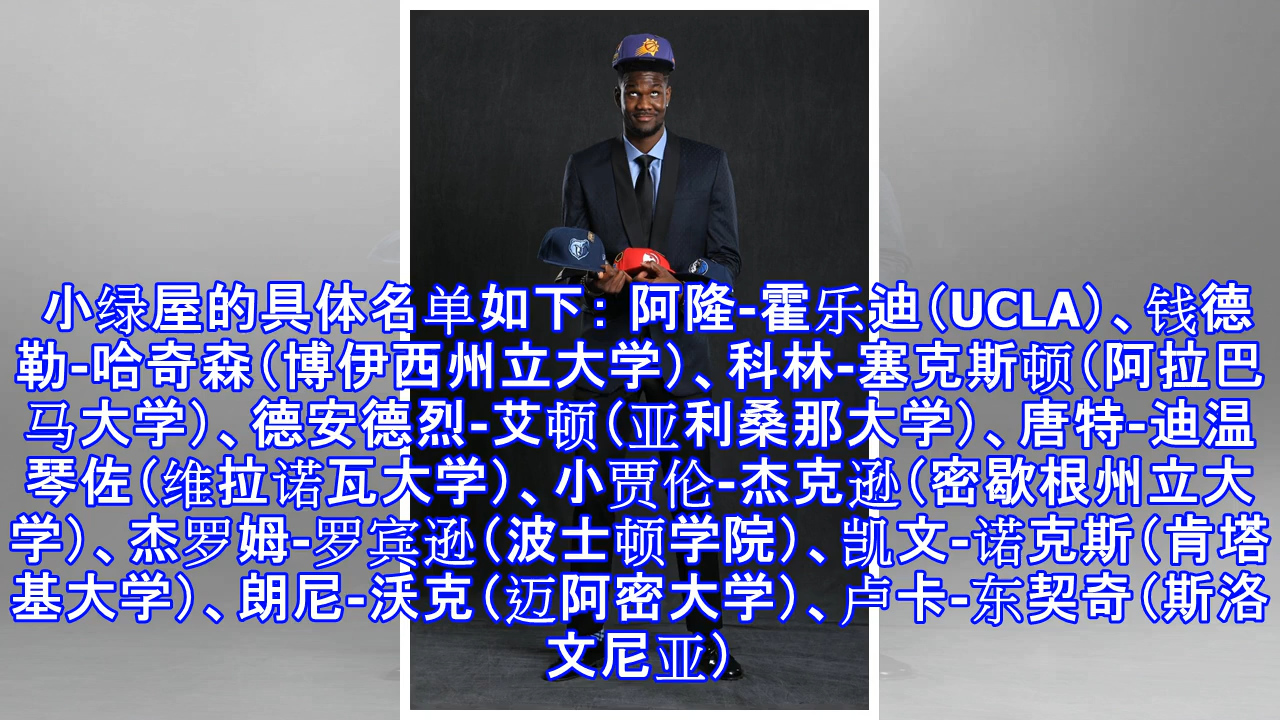 小绿屋的具体名单如下：阿隆-霍乐迪（UCLA）、钱德
勒-哈奇森（博伊西州立大学）、科林-塞克斯顿（阿拉巴
马大学）、德安德烈-艾顿（亚利桑那大学）、唐特-迪温
琴佐（维拉诺瓦大学）、小贾伦-杰克逊（密歇根州立大
学）、杰罗姆-罗宾逊（波士顿学院）、凯文-诺克斯（肯塔
基大学）、朗尼-沃克（迈阿密大学）、卢卡-东契奇（斯洛
文尼亚）